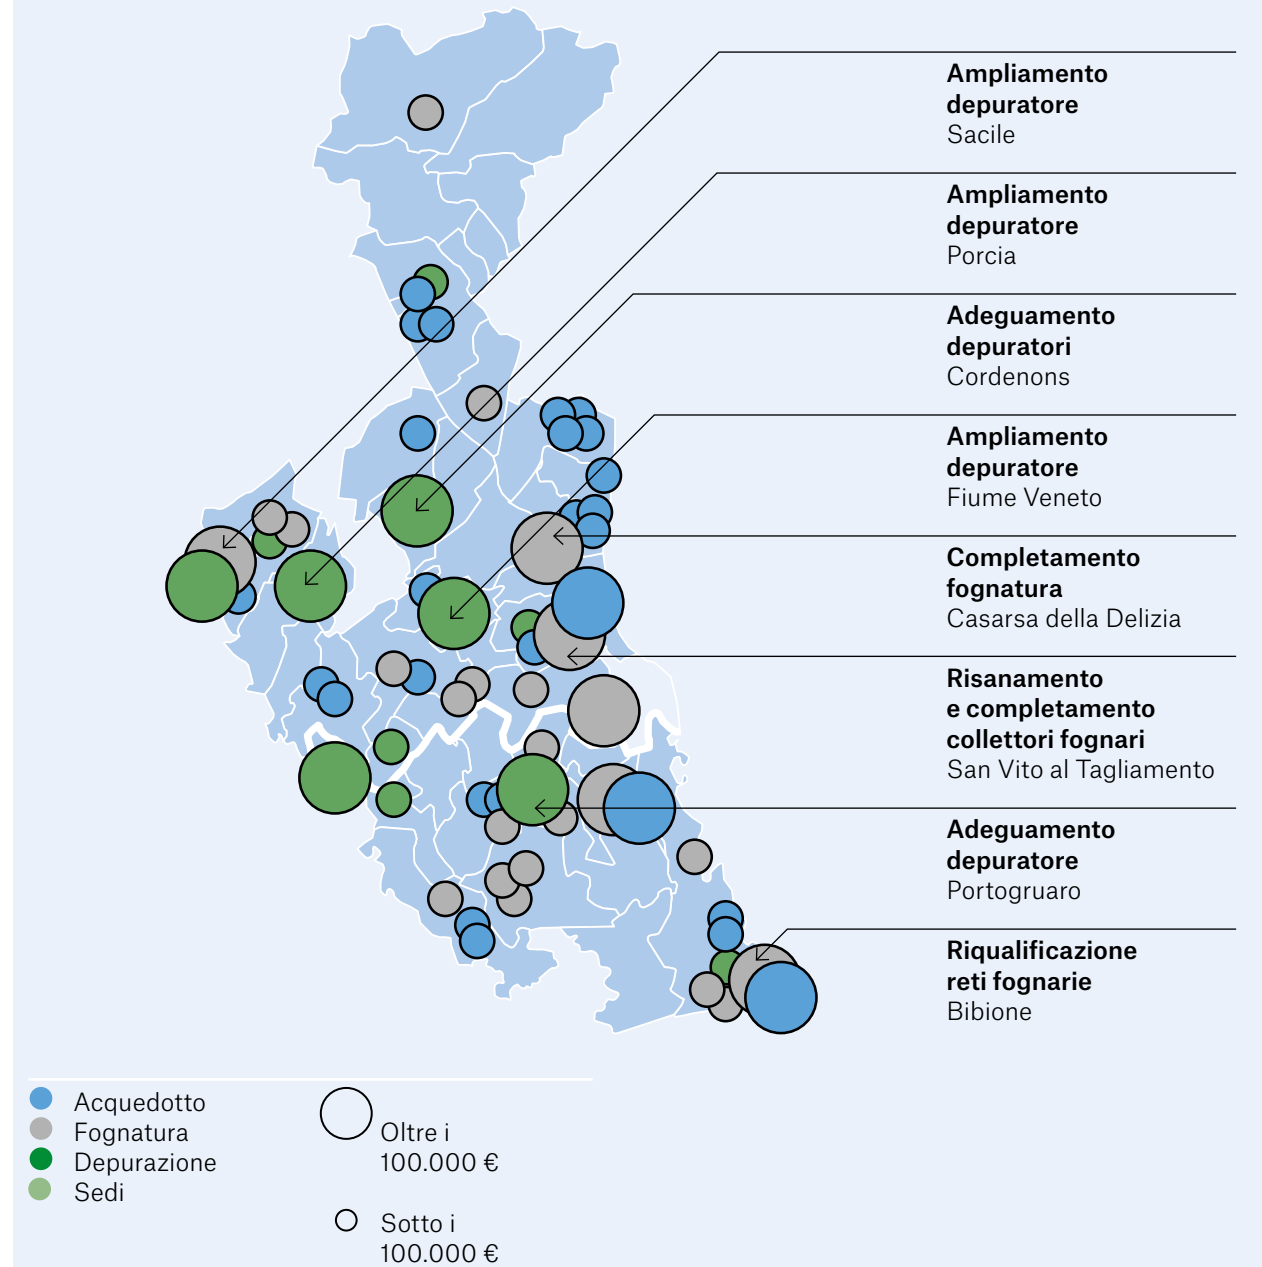 Ampliamento
depuratore
Sacile
Ampliamento
depuratore
Porcia
Adeguamento
depuratori
Cordenons
Ampliamento
depuratore
Fiume Veneto
Completamento
fognatura
Casarsa della Delizia
Risanamento
e completamento
collettori fognari
San Vito al Tagliamento
Adeguamento
depuratore
Portogruaro
Riqualificazione
reti fognarie
Bibione
Acquedotto
Fognatura
Depurazione
Sedi
Oltre i
100.000 €
Sotto i
100.000 €